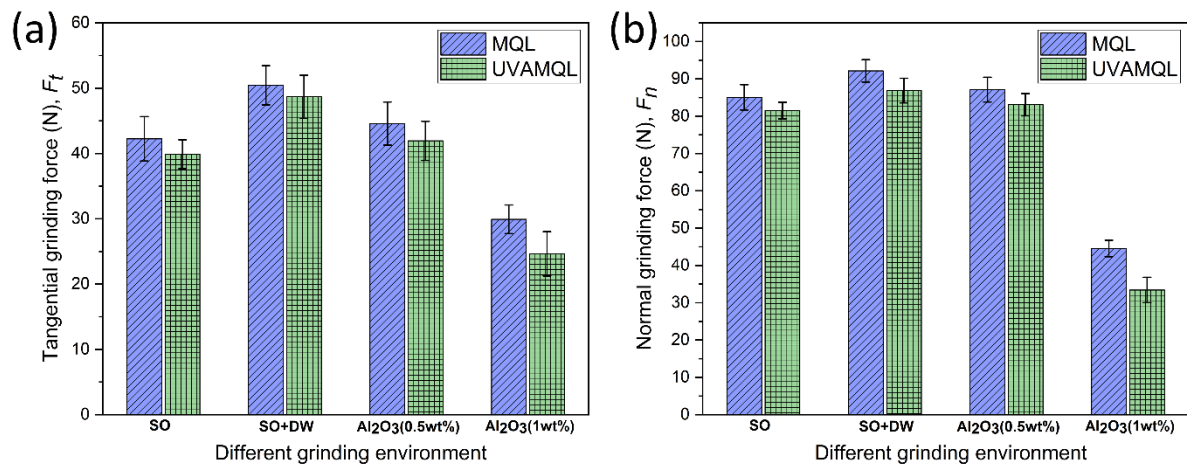 (a)
Tangential grinding force (N), Ft
60
50
40
30
20
10
0
MQL
UVAMQL
SO
SO+DW
Al2O3(0.5wt%)
Al2O3(1wt%)
Different grinding environment
(b)
Normal grinding force (N), Fn
100
90
80
70
60
50
40
30
20
10
0
MQL
UVAMQL
SO
SO+DW
Al2O3(0.5wt%)
Al2O3(1wt%)
Different grinding environment